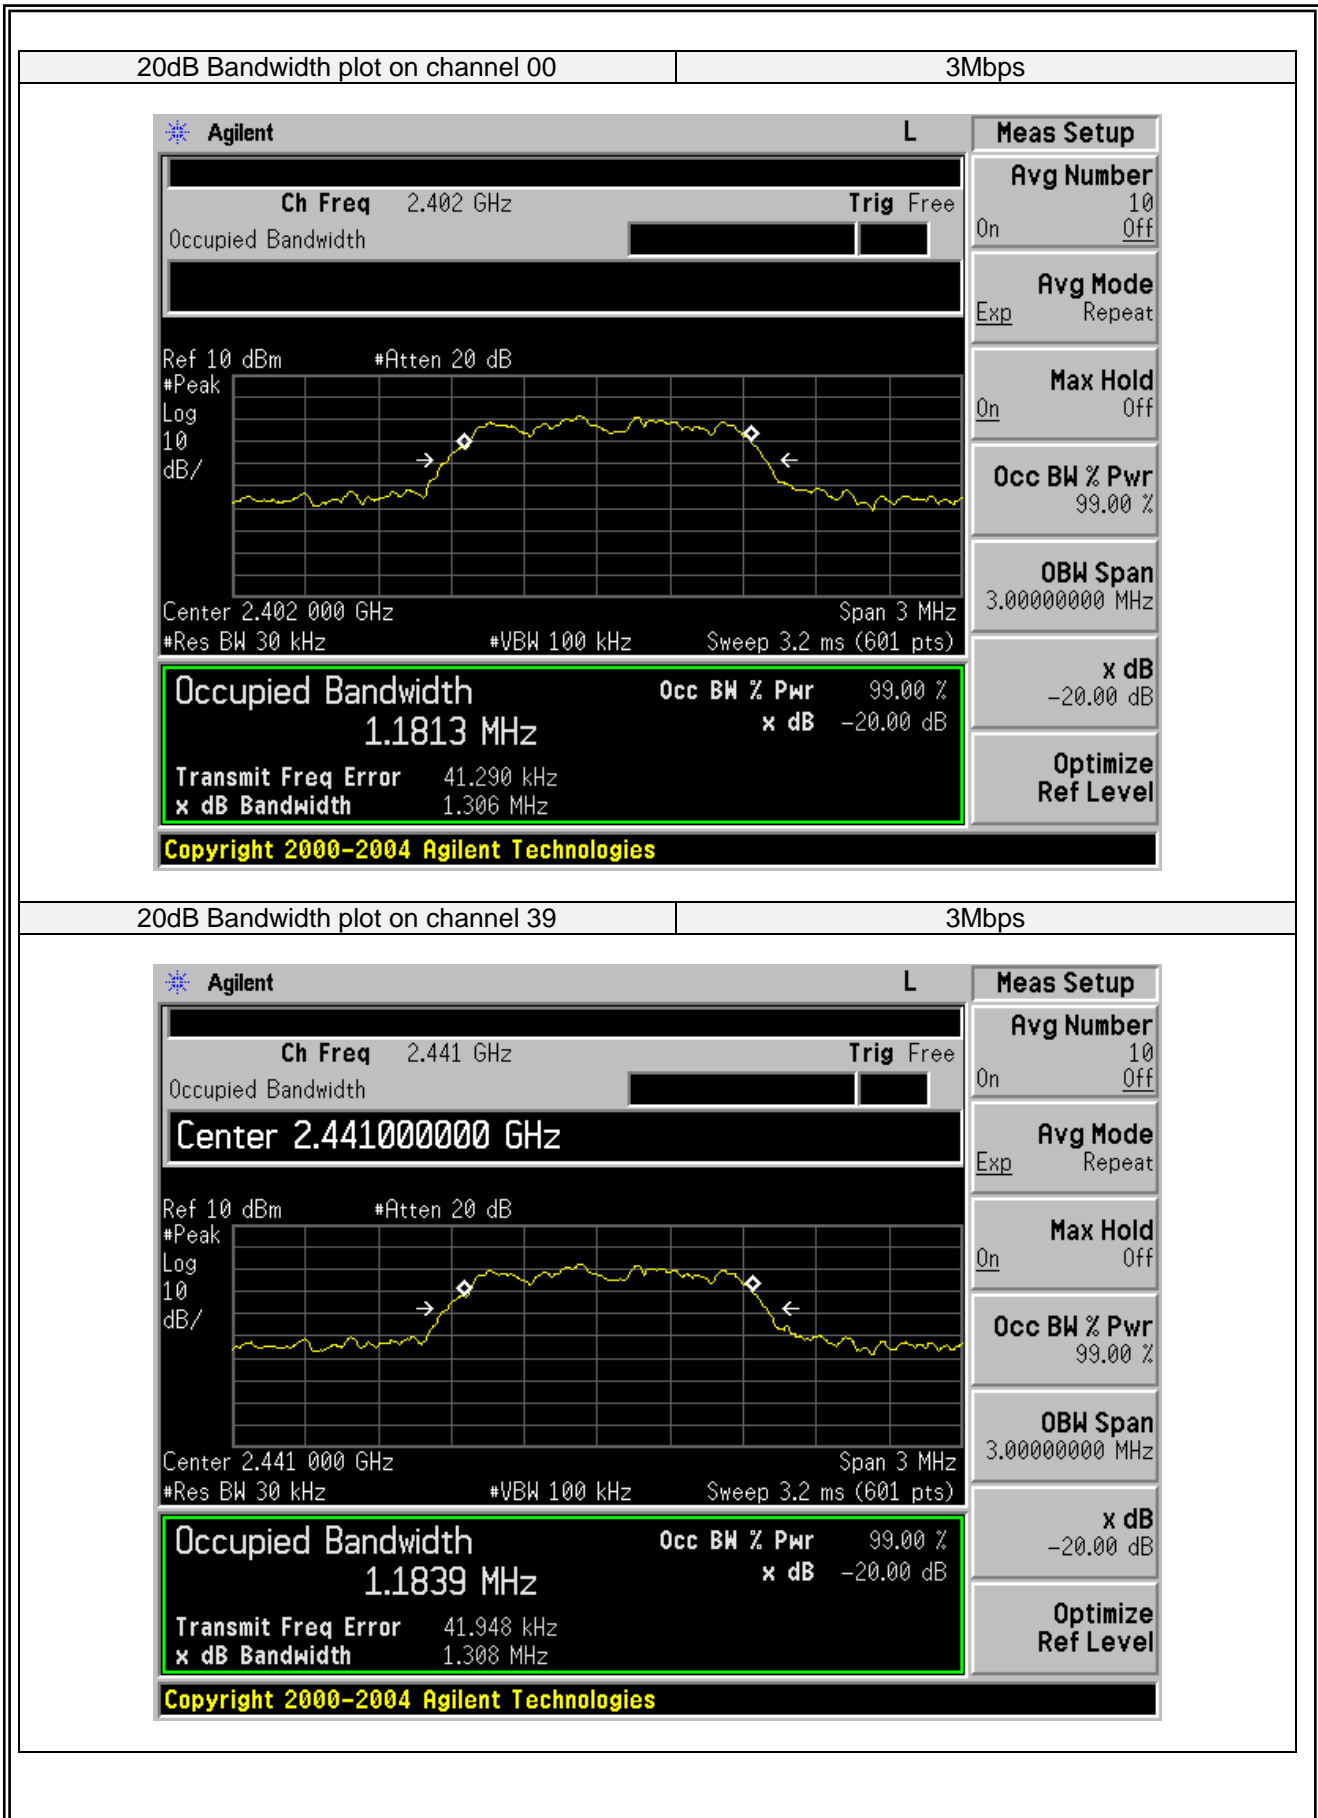 20dB Bandwidth plot on channel 00 3Mbps
Agilent L Meas Setup
Ch Freq 2.402 GHz Trig Free
Occupied Bandwidth
Avg Number
10
On Off
Avg Mode
Exp Repeat
Max Hold
On Off
Occ BW % Pwr
99.00 %
OBW Span
3.00000000 MHz
x dB
-20.00 dB
Optimize
Ref Level
Ref 10 dBm #Atten 20 dB
#Peak
Log
10
dB/
Center 2.402 000 GHz Span 3 MHz
#Res BW 30 kHz #VBW 100 kHz Sweep 3.2 ms (601 pts)
Occupied Bandwidth Occ BW % Pwr 99.00 %
1.1813 MHz x dB -20.00 dB
Transmit Freq Error 41.290 kHz
x dB Bandwidth 1.306 MHz
Copyright 2000-2004 Agilent Technologies
20dB Bandwidth plot on channel 39 3Mbps
Agilent L Meas Setup
Ch Freq 2.441 GHz Trig Free
Occupied Bandwidth
Center 2.441000000 GHz
Avg Number
10
On Off
Avg Mode
Exp Repeat
Max Hold
On Off
Occ BW % Pwr
99.00 %
OBW Span
3.00000000 MHz
x dB
-20.00 dB
Optimize
Ref Level
Ref 10 dBm #Atten 20 dB
#Peak
Log
10
dB/
Center 2.441 000 GHz Span 3 MHz
#Res BW 30 kHz #VBW 100 kHz Sweep 3.2 ms (601 pts)
Occupied Bandwidth Occ BW % Pwr 99.00 %
1.1839 MHz x dB -20.00 dB
Transmit Freq Error 41.948 kHz
x dB Bandwidth 1.308 MHz
Copyright 2000-2004 Agilent Technologies